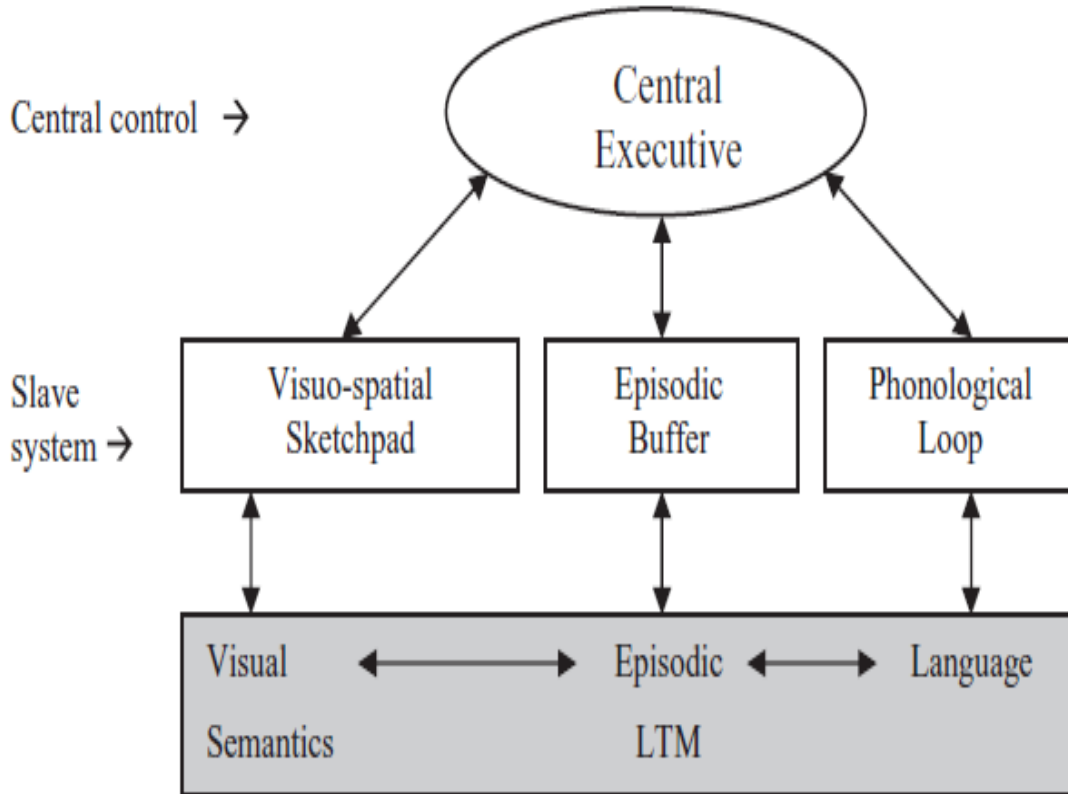 Central
Executive
Central control →
Slave
system →
Visuo-spatial
Sketchpad
Episodic
Buffer
Phonological
Loop
Visual
Semantics
Episodic
LTM
Language